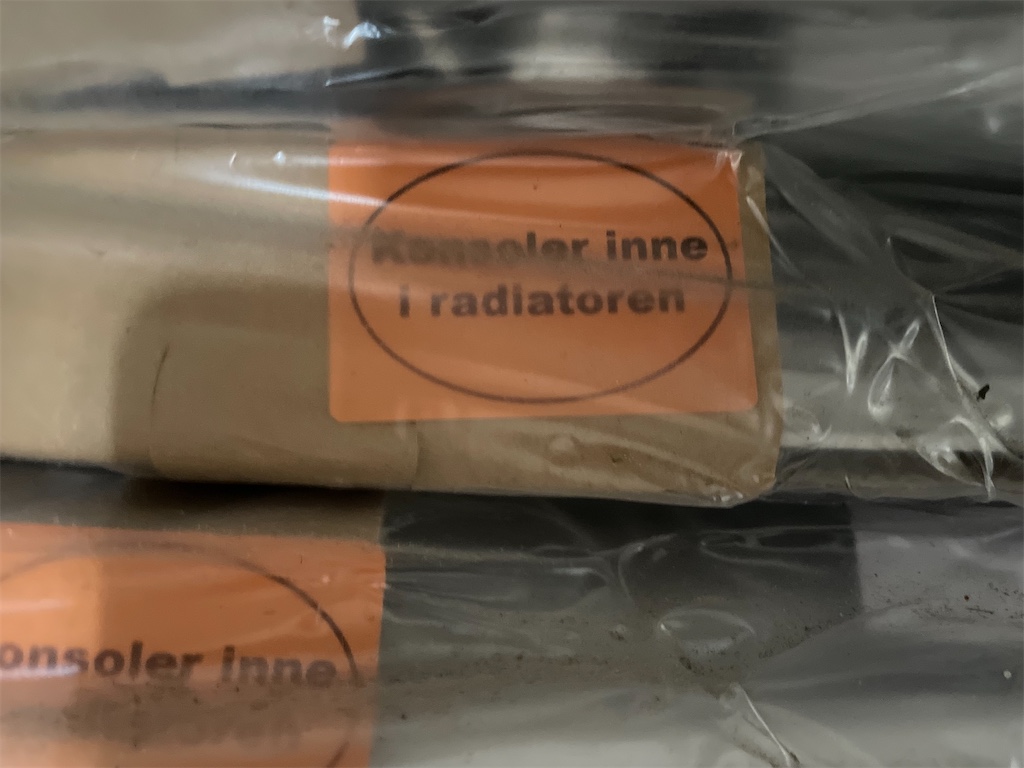 Konsoler inne
i radiatoren
onsoler inne